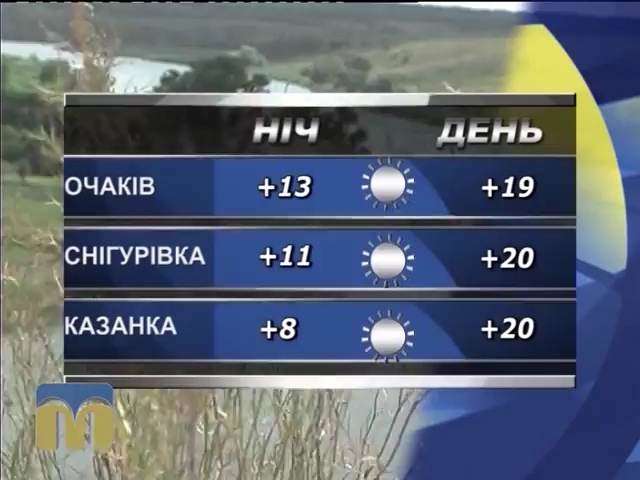 НІЧ ДЕНЬ
ОЧАКІВ +13 +19
СНІГУРІВКА +11 +20
КАЗАНКА +8 +20